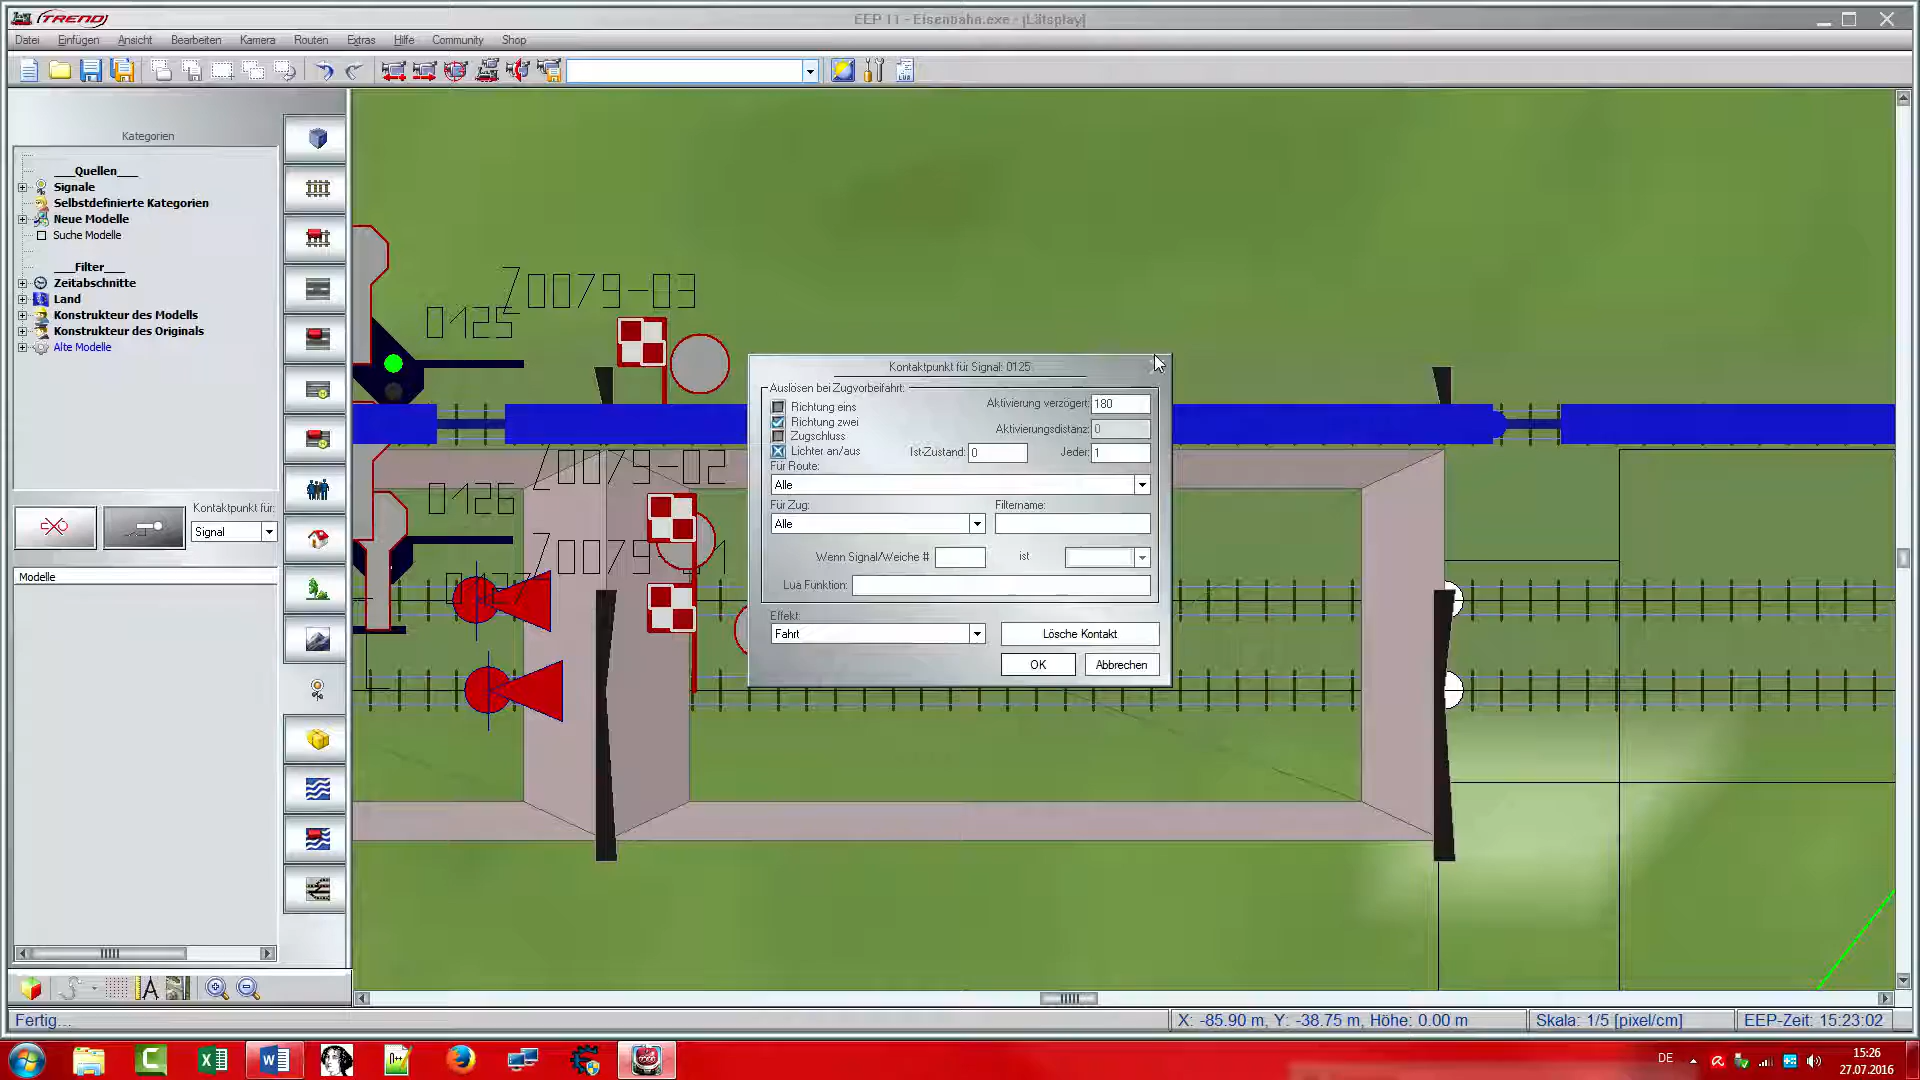 TREND
EEP 11 - Eisenbahn.exe - [Lätsplay]
Datei Einfügen Ansicht Bearbeiten Kamera Routen Extras Hilfe Community Shop
LUA
Kategorien
___Quellen___
Signale
Selbstdefinierte Kategorien
Neue Modelle
Suche Modelle
___Filter___
Zeitabschnitte
Land
Konstrukteur des Modells
Konstrukteur des Originals
Alte Modelle
Kontaktpunkt für:
Signal
Modelle
0125
Z0079-03
0126
Z0079-02
Kontaktpunkt für Signal: 0125
Auslösen bei Zugvorbeifahrt:
Richtung eins
Aktivierung verzögert: 180
Richtung zwei
Aktivierungsdistanz: 0
Zugschluss
Lichter an/aus
Ist-Zustand: 0
Jeder: 1
Für Route:
Alle
Für Zug:
Filtername:
Alle
Wenn Signal/Weiche # ist
Lua Funktion:
Effekt:
Fahrt
Lösche Kontakt
OK
Abbrechen
Fertig...
X: -85.90 m, Y: -38.75 m, Höhe: 0.00 m
Skala: 1/5 [pixel/cm]
EEP-Zeit: 15:23:02
DE
15:26
27.07.2016